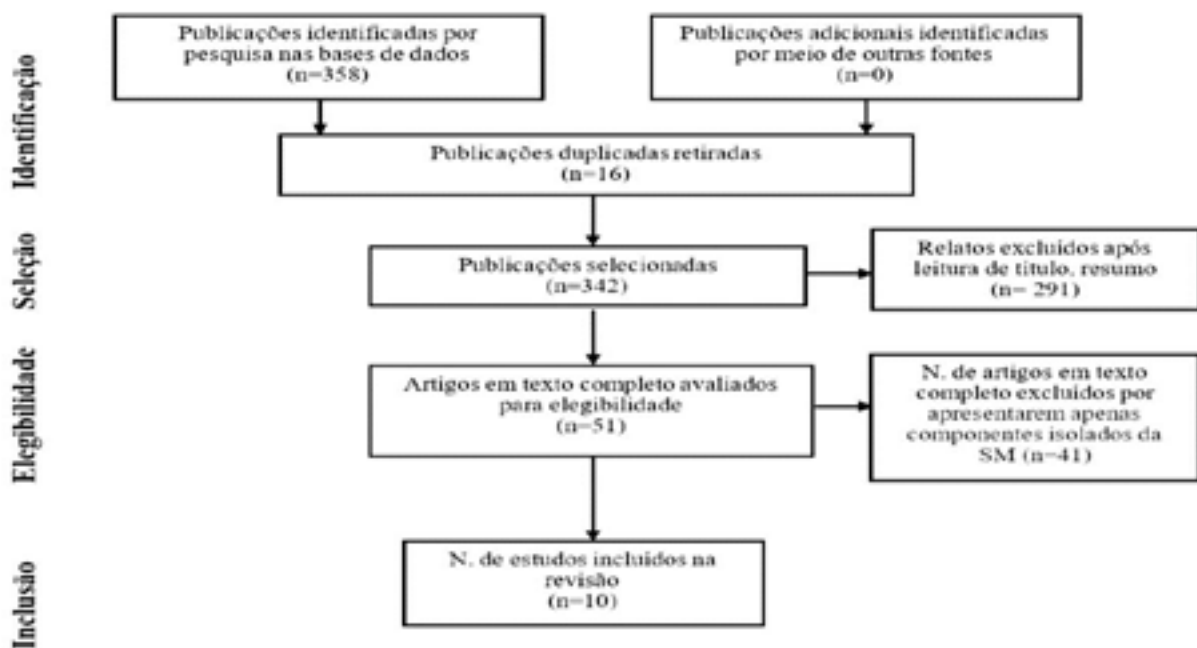 Identificação
Publicações identificadas por
pesquisa nas bases de dados
(n=358)
Publicações adicionais identificadas
por meio de outras fontes
(n=0)
Publicações duplicadas retiradas
(n=16)
Seleção
Publicações selecionadas
(n=342)
Relatos excluídos após
leitura de titulo, resumo
(n= 291)
Elegibilidade
Artigos em texto completo avaliados
para elegibilidade
(n=51)
N. de artigos em texto
completo excluídos por
apresentarem apenas
componentes isolados da
SM (n=41)
Inclusão
N. de estudos incluídos na
revisão
(n=10)